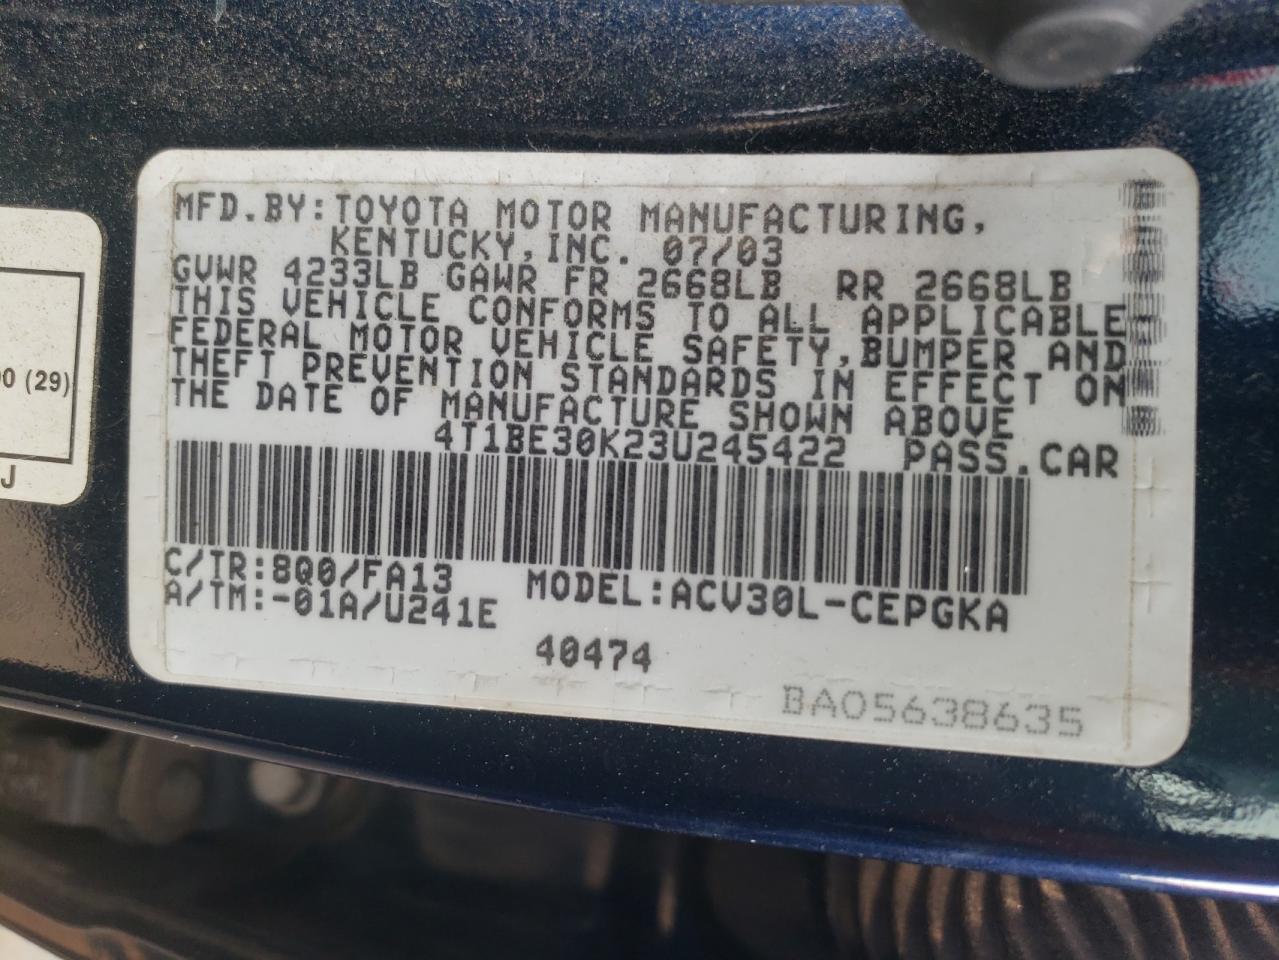 MFD.BY:TOYOTA MOTOR MANUFACTURING,
KENTUCKY,INC. 07/03
GVWR 4233LB GAWR FR 2668LB RR 2668LB
THIS VEHICLE CONFORMS TO ALL APPLICABLE
FEDERAL MOTOR VEHICLE SAFETY,BUMPER AND
THEFT PREVENTION STANDARDS IN EFFECT ON
THE DATE OF MANUFACTURE SHOWN ABOVE
4T1BE30K23U245422 PASS.CAR
C/TR:8Q0/FA13 MODEL:ACV30L-CEPGKA
A/TM:-01A/U241E
40474
BA05638635
00 (29)
J